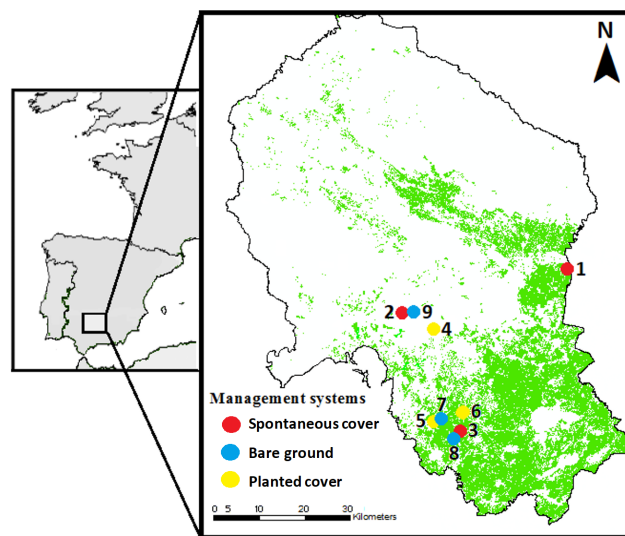 N
1
2
9
4
Management systems
7
6
5
3
8
Spontaneous cover
Bare ground
Planted cover
0 5 10 20 30
Kilometers